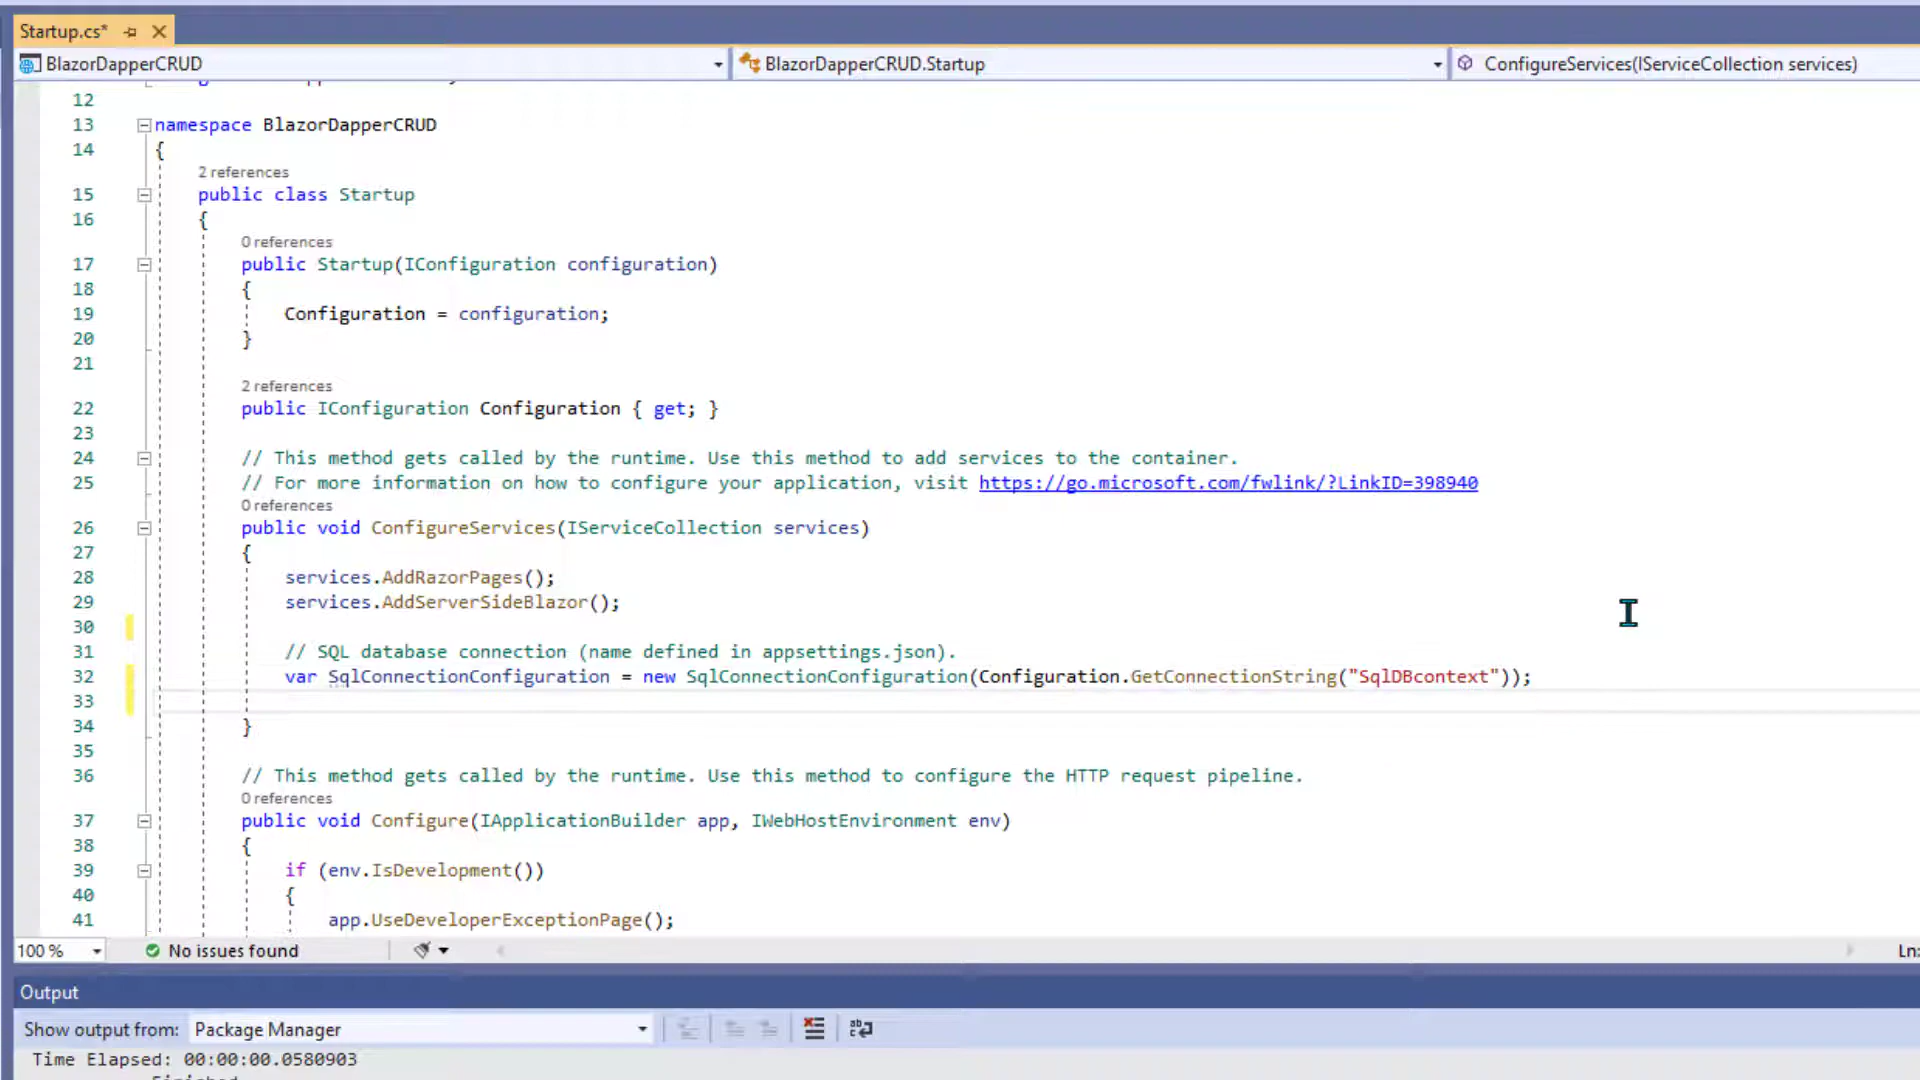 Startup.cs*
BlazorDapperCRUD
BlazorDapperCRUD.Startup
ConfigureServices(IServiceCollection services)
12
13 namespace BlazorDapperCRUD
14 {
2 references
15 public class Startup
16 {
0 references
17 public Startup(IConfiguration configuration)
18 {
19 Configuration = configuration;
20 }
21
2 references
22 public IConfiguration Configuration { get; }
23
24 // This method gets called by the runtime. Use this method to add services to the container.
25 // For more information on how to configure your application, visit https://go.microsoft.com/fwlink/?LinkID=398940
0 references
26 public void ConfigureServices(IServiceCollection services)
27 {
28 services.AddRazorPages();
29 services.AddServerSideBlazor();
30
31 // SQL database connection (name defined in appsettings.json).
32 var SqlConnectionConfiguration = new SqlConnectionConfiguration(Configuration.GetConnectionString("SqlDBcontext"));
33
34 }
35
36 // This method gets called by the runtime. Use this method to configure the HTTP request pipeline.
0 references
37 public void Configure(IApplicationBuilder app, IWebHostEnvironment env)
38 {
39 if (env.IsDevelopment())
40 {
41 app.UseDeveloperExceptionPage();
100 % No issues found Ln:
Output
Show output from: Package Manager
Time Elapsed: 00:00:00.0580903